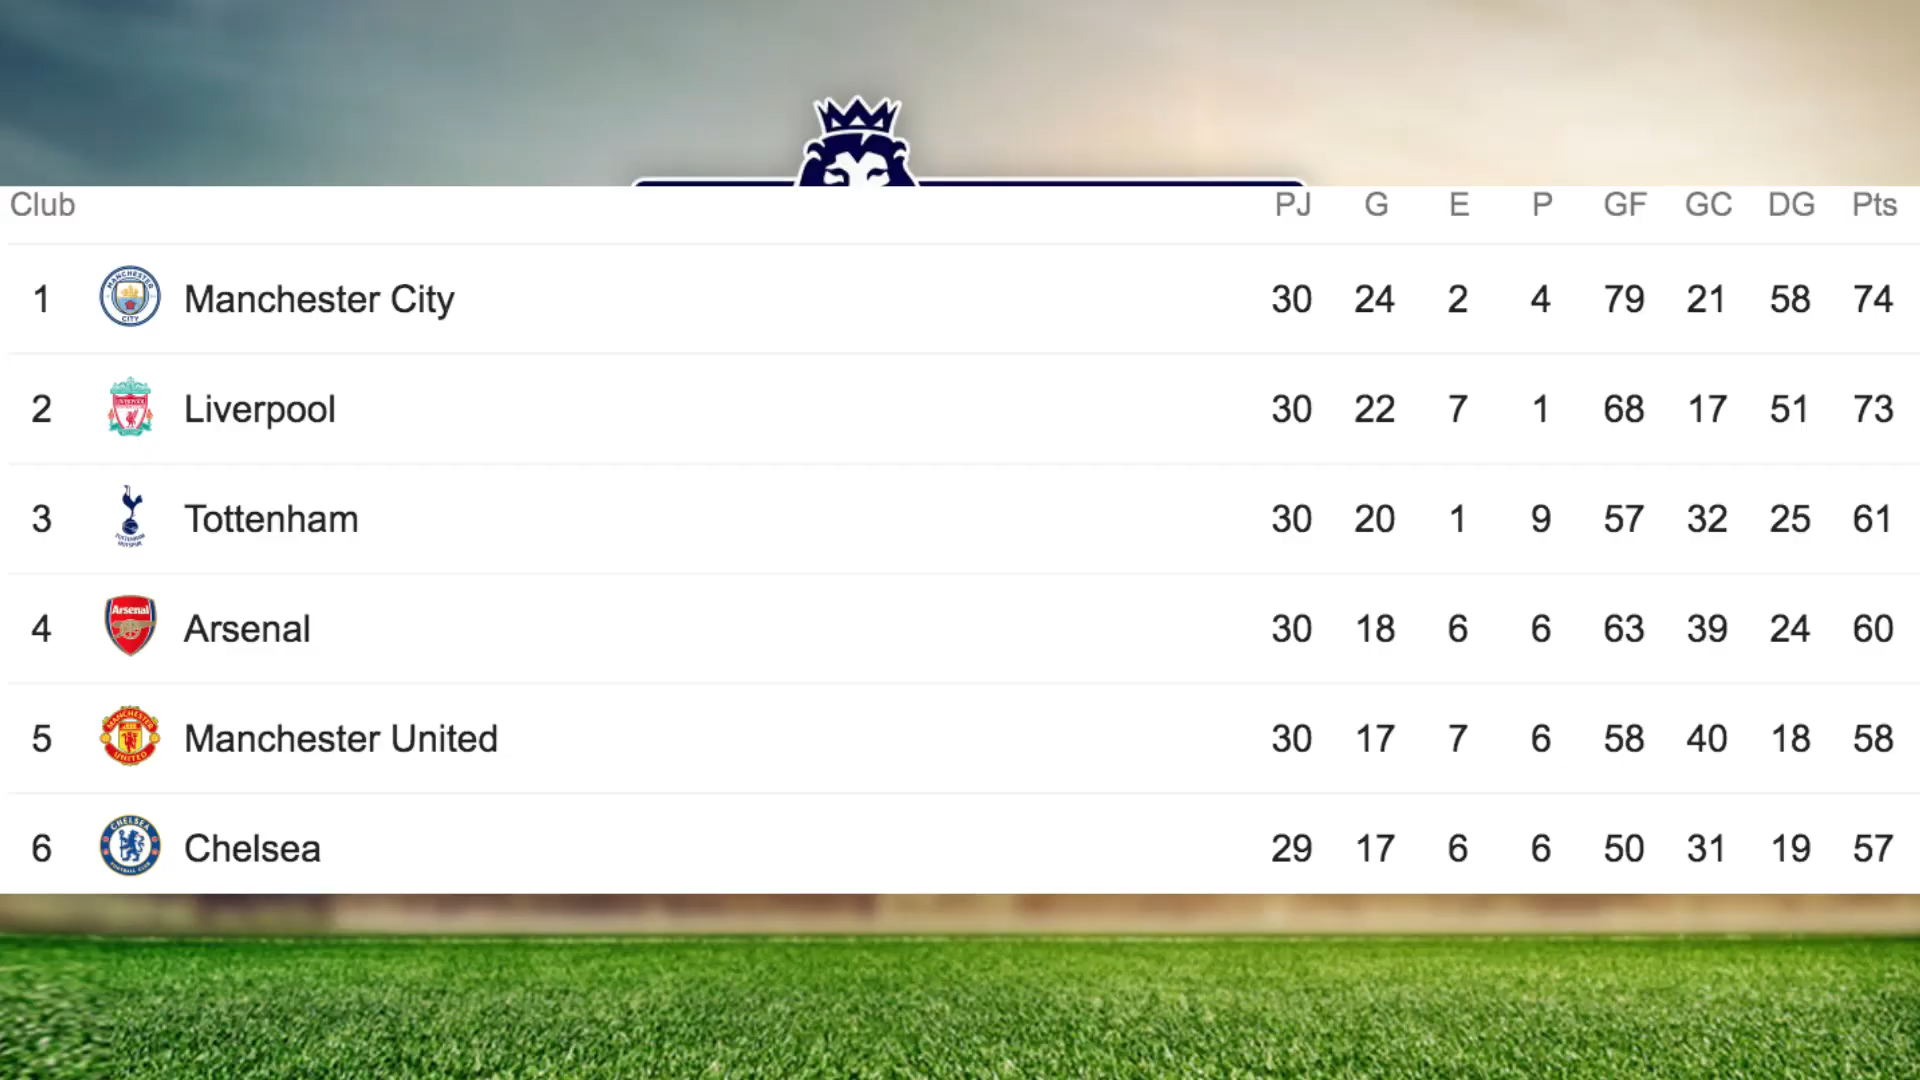 Club PJ G E P GF GC DG Pts
1 Manchester City 30 24 2 4 79 21 58 74
2 Liverpool 30 22 7 1 68 17 51 73
3 Tottenham 30 20 1 9 57 32 25 61
4 Arsenal 30 18 6 6 63 39 24 60
5 Manchester United 30 17 7 6 58 40 18 58
6 Chelsea 29 17 6 6 50 31 19 57